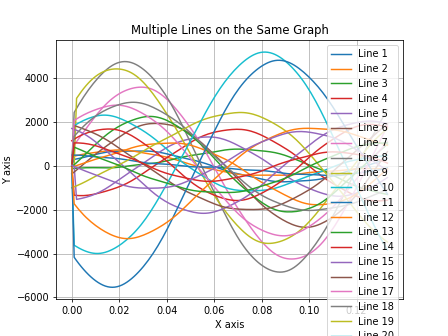 Multiple Lines on the Same Graph
Y axis
4000
2000
0
−2000
−4000
−6000
0.00
0.02
0.04
0.06
0.08
0.10
X axis
Line 1
Line 2
Line 3
Line 4
Line 5
Line 6
Line 7
Line 8
Line 9
Line 10
Line 11
Line 12
Line 13
Line 14
Line 15
Line 16
Line 17
Line 18
Line 19
Line 20